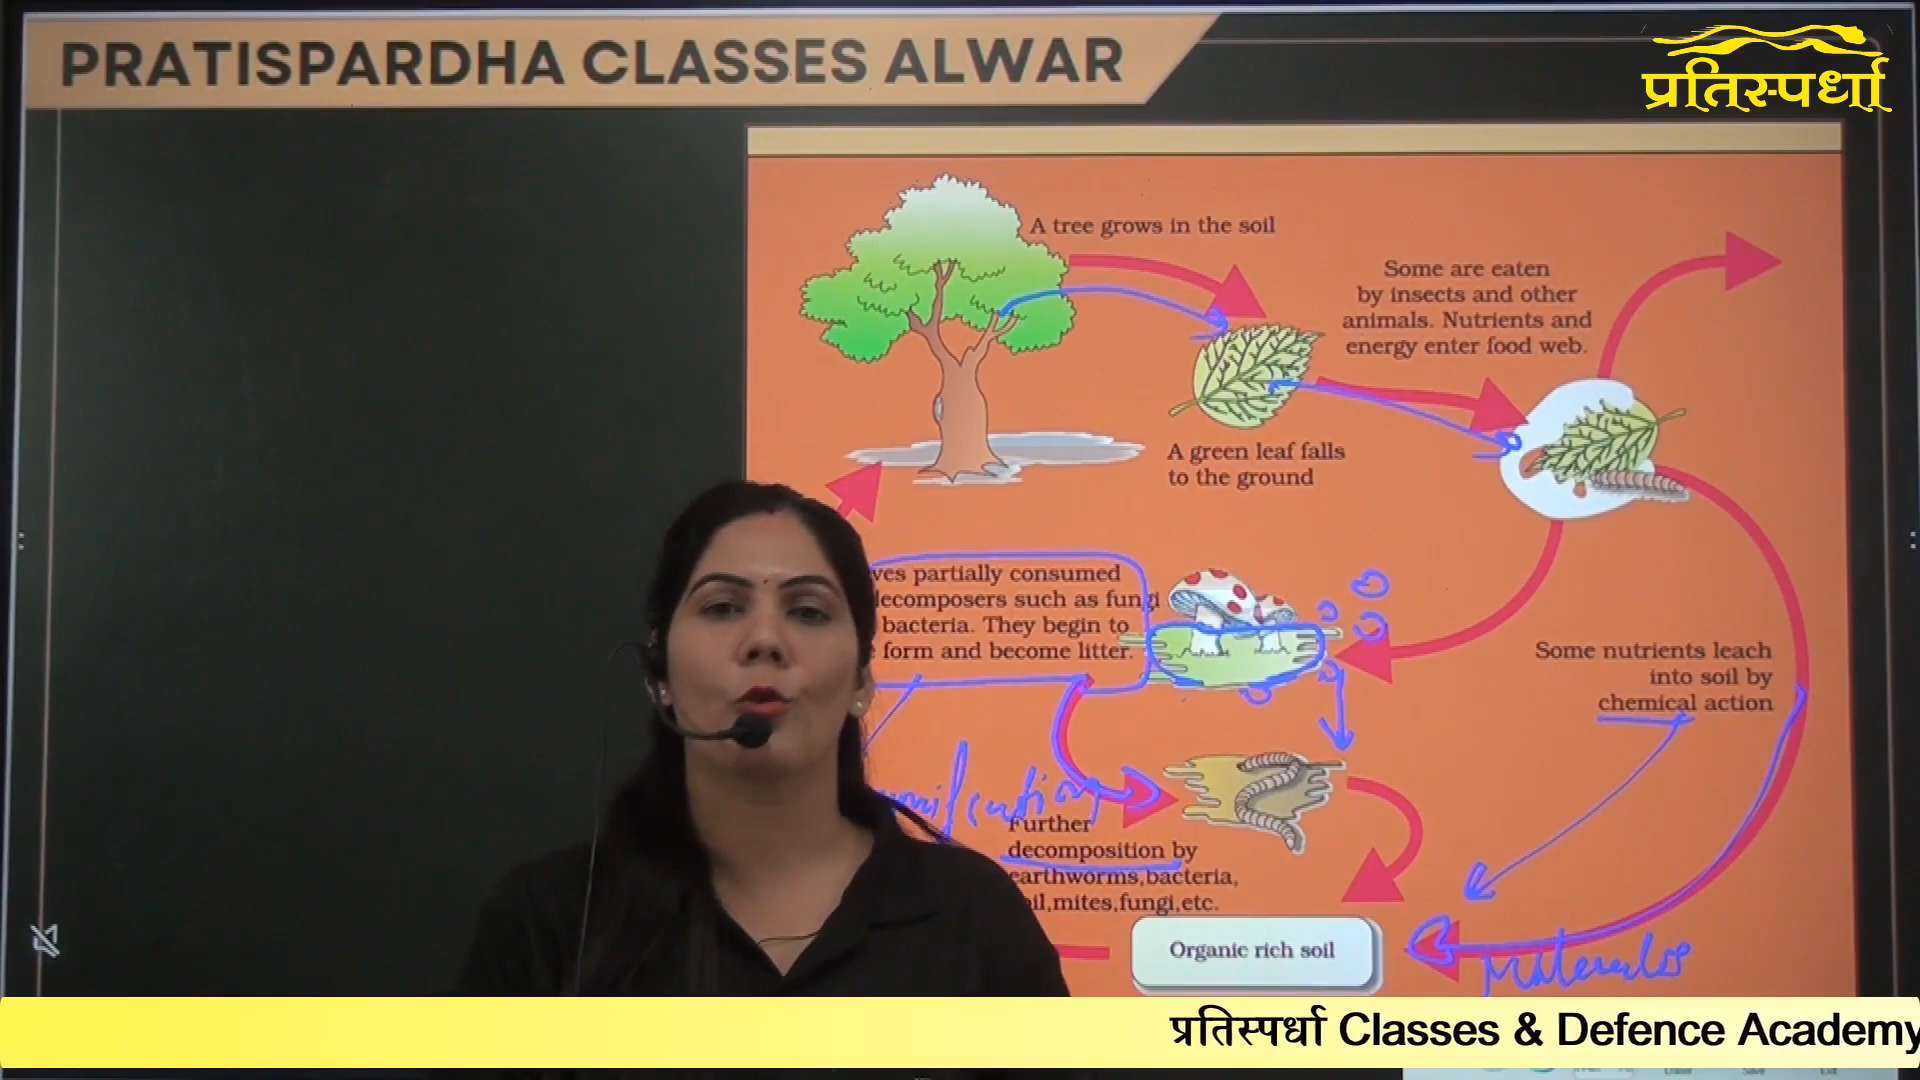 PRATISPARDHA CLASSES ALWAR
प्रतिस्पर्धा
A tree grows in the soil
Some are eaten
by insects and other
animals. Nutrients and
energy enter food web.
A green leaf falls
to the ground
partially consumed
decomposers such as fungi
bacteria. They begin to
form and become litter.
Some nutrients leach
into soil by
chemical action
Further
decomposition by
earthworms,bacteria,
mites,fungi,etc.
Organic rich soil
प्रतिस्पर्धा Classes & Defence Academy